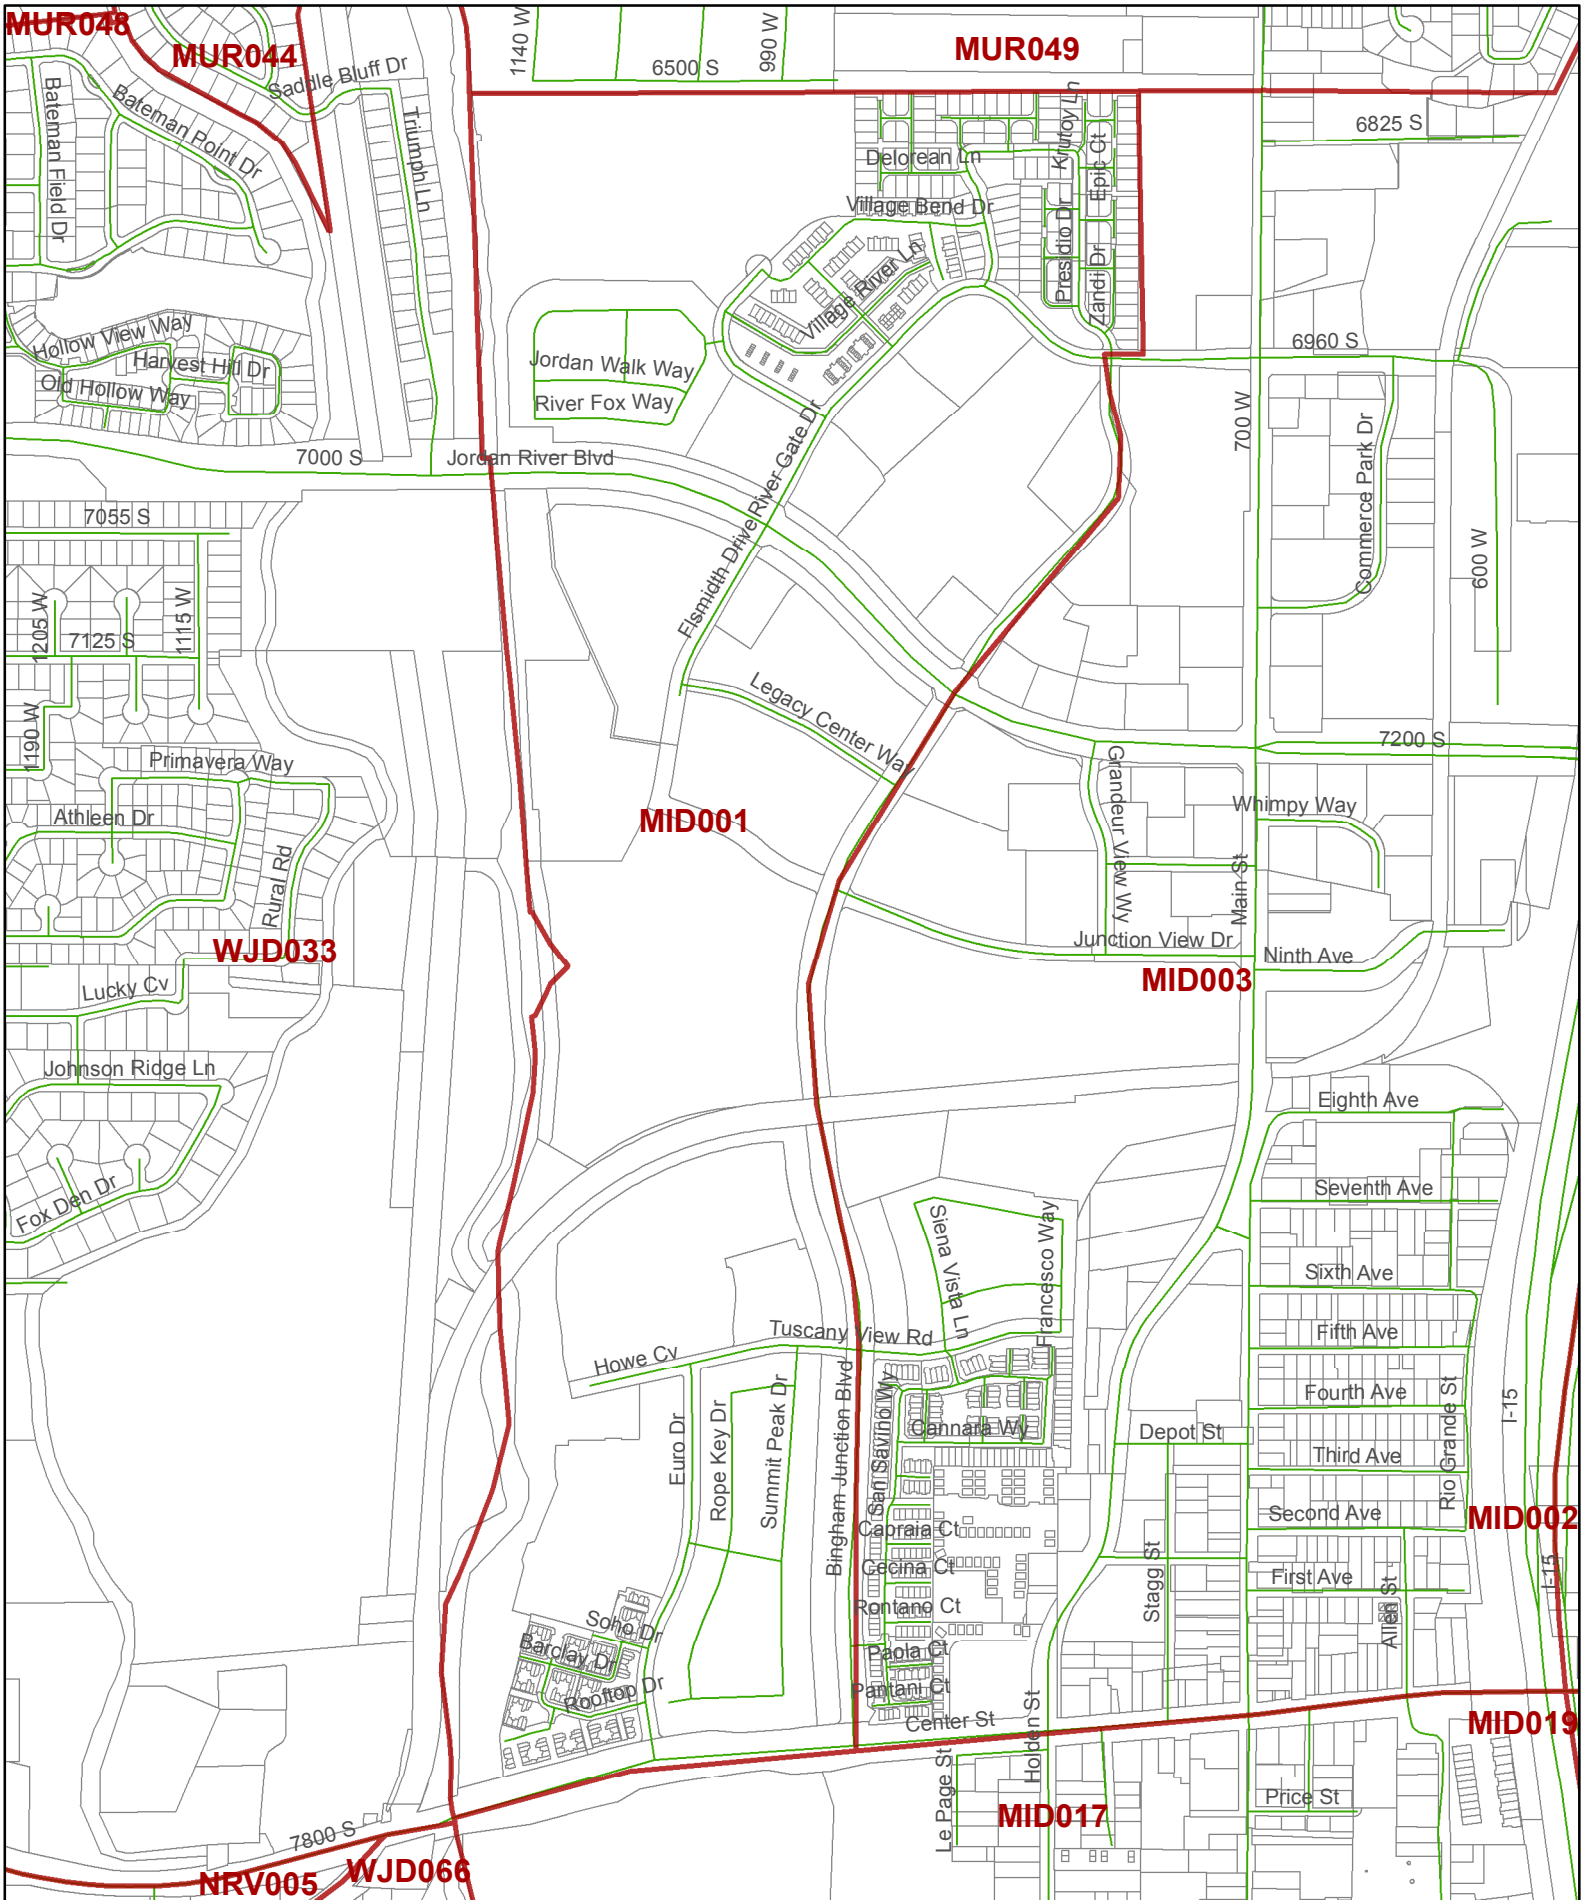 MUR048
MUR044
Saddle Bluff Dr
1140 W
6500 S
990 W
MUR049
Bateman Field Dr
Bateman Point Dr
Triumph Ln
6825 S
Delorean Ln
Krutoy Ln
Epic Ct
Village Bend Dr
Presidio Dr
Zandi Dr
Village River Ln
Hollow View Way
Harvest Hill Dr
Old Hollow Way
Jordan Walk Way
River Fox Way
6960 S
700 W
Commerce Park Dr
600 W
7000 S
Jordan River Blvd
River Gate Dr
Flsmidth Drive
7055 S
1205 W
7125 S
1115 W
1190 W
Legacy Center Way
7200 S
Primavera Way
Athleen Dr
Rural Rd
MID001
Grandeur View Wy
Whimpy Way
Main St
WJD033
Junction View Dr
Ninth Ave
MID003
Lucky Cv
Johnson Ridge Ln
Fox Den Dr
Eighth Ave
Seventh Ave
Siena Vista Ln
Francesco Way
Sixth Ave
Fifth Ave
Tuscany View Rd
Howe Cv
Euro Dr
Rope Key Dr
Summit Peak Dr
Bingham Junction Blvd
San Savino Wy
Cannara Wy
Fourth Ave
Rio Grande St
I-15
Depot St
Third Ave
Second Ave
MID002
Capraia Ct
Cecina Ct
Stagg St
First Ave
I-15
Rontano Ct
Allen St
Soho Dr
Barclay Dr
Rooftop Dr
Paola Ct
Pantani Ct
Center St
Holden St
MID019
Le Page St
MID017
Price St
7800 S
WJD066
NRV005